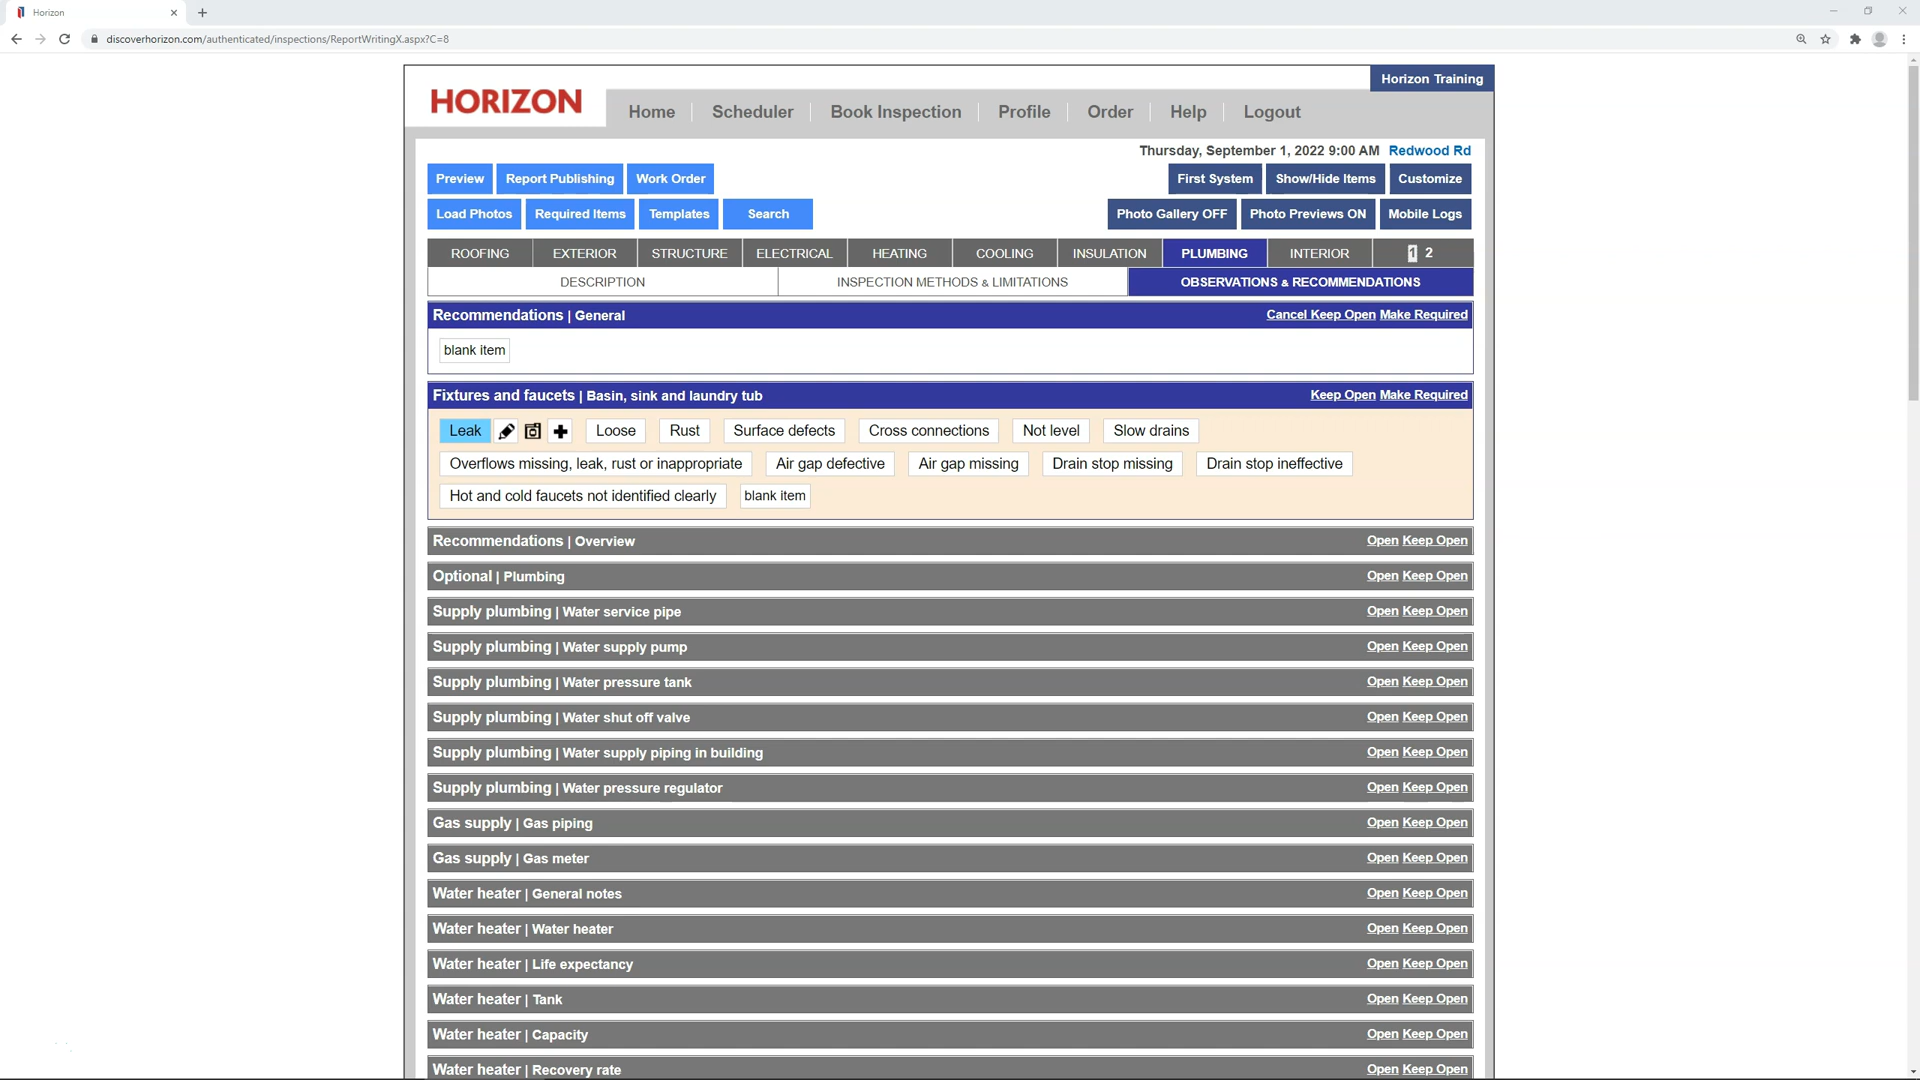 Horizon
discoverhorizon.com/authenticated/inspections/ReportWritingX.aspx?C=8
Horizon Training
HORIZON
Home Scheduler Book Inspection Profile Order Help Logout
Thursday, September 1, 2022 9:00 AM Redwood Rd
Preview Report Publishing Work Order First System Show/Hide Items Customize
Load Photos Required Items Templates Search Photo Gallery OFF Photo Previews ON Mobile Logs
ROOFING EXTERIOR STRUCTURE ELECTRICAL HEATING COOLING INSULATION PLUMBING INTERIOR 1 2
DESCRIPTION INSPECTION METHODS & LIMITATIONS OBSERVATIONS & RECOMMENDATIONS
Recommendations | General Cancel Keep Open Make Required
blank item
Fixtures and faucets | Basin, sink and laundry tub Keep Open Make Required
Leak Loose Rust Surface defects Cross connections Not level Slow drains
Overflows missing, leak, rust or inappropriate Air gap defective Air gap missing Drain stop missing Drain stop ineffective
Hot and cold faucets not identified clearly blank item
Recommendations | Overview Open Keep Open
Optional | Plumbing Open Keep Open
Supply plumbing | Water service pipe Open Keep Open
Supply plumbing | Water supply pump Open Keep Open
Supply plumbing | Water pressure tank Open Keep Open
Supply plumbing | Water shut off valve Open Keep Open
Supply plumbing | Water supply piping in building Open Keep Open
Supply plumbing | Water pressure regulator Open Keep Open
Gas supply | Gas piping Open Keep Open
Gas supply | Gas meter Open Keep Open
Water heater | General notes Open Keep Open
Water heater | Water heater Open Keep Open
Water heater | Life expectancy Open Keep Open
Water heater | Tank Open Keep Open
Water heater | Capacity Open Keep Open
Water heater | Recovery rate Open Keep Open